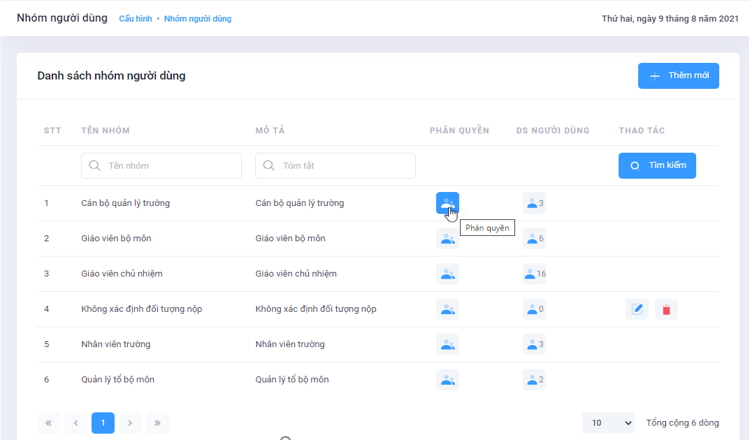 Nhóm người dùng Cấu hình • Nhóm người dùng Thứ hai, ngày 9 tháng 8 năm 2021
Danh sách nhóm người dùng Thêm mới
STT TÊN NHÓM MÔ TẢ PHÂN QUYỀN DS NGƯỜI DÙNG THAO TÁC
Tên nhóm Tóm tắt Tìm kiếm
1 Cán bộ quản lý trường Cán bộ quản lý trường 3
Phân quyền
2 Giáo viên bộ môn Giáo viên bộ môn 6
3 Giáo viên chủ nhiệm Giáo viên chủ nhiệm 16
4 Không xác định đối tượng nộp Không xác định đối tượng nộp 0
5 Nhân viên trường Nhân viên trường 3
6 Quản lý tổ bộ môn Quản lý tổ bộ môn 2
« ‹ 1 › » 10 Tổng cộng 6 dòng